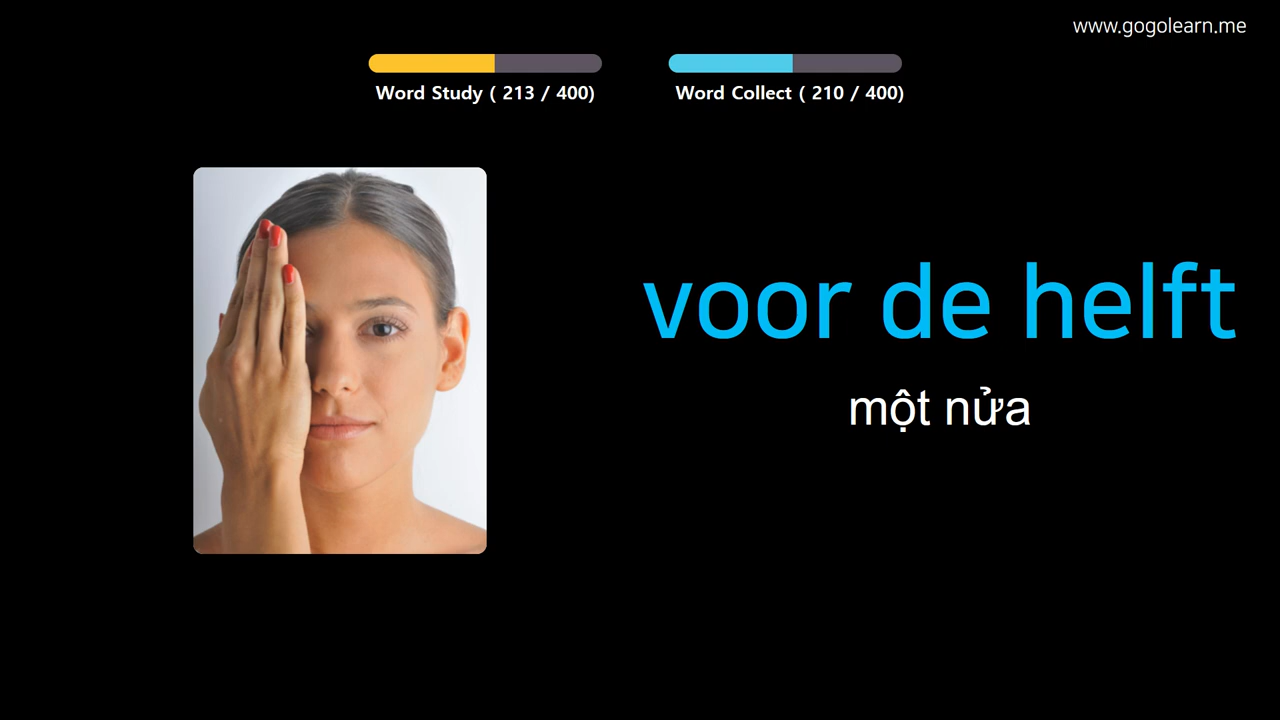 www.gogolearn.me
Word Study ( 213 / 400)
Word Collect ( 210 / 400)
voor de helft
một nửa